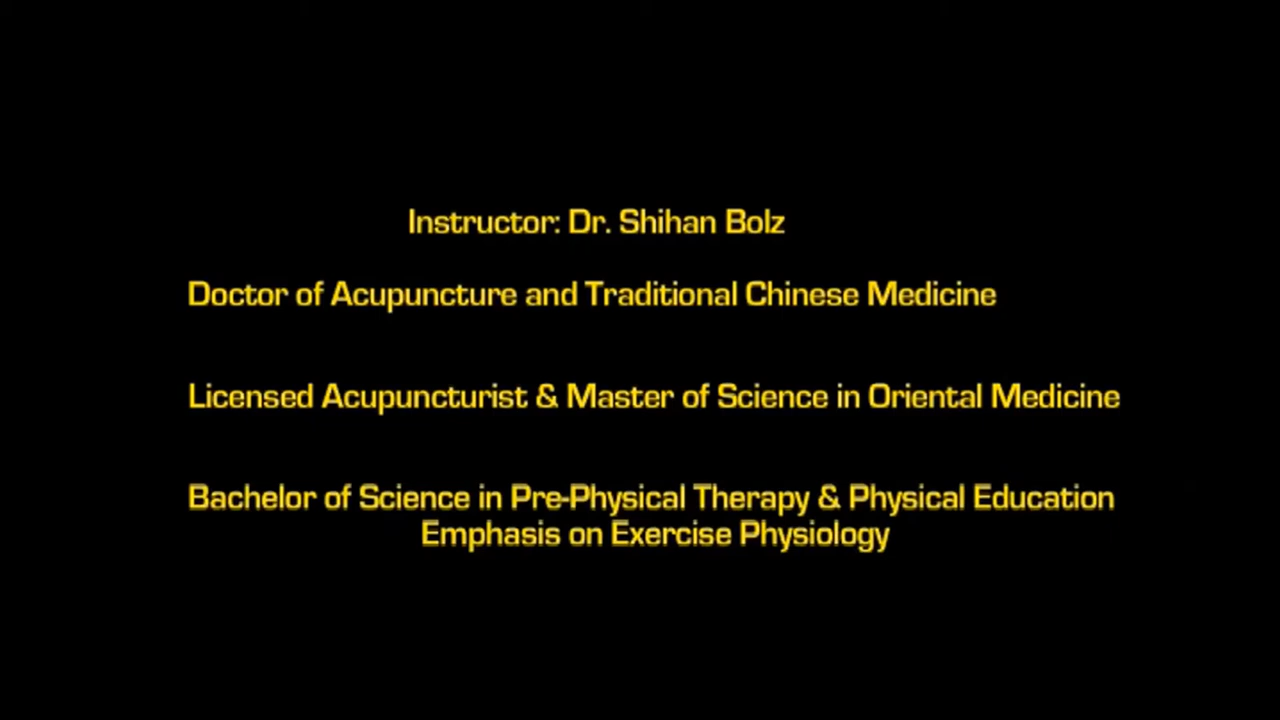 Instructor: Dr. Shihan Bolz
Doctor of Acupuncture and Traditional Chinese Medicine
Licensed Acupuncturist & Master of Science in Oriental Medicine
Bachelor of Science in Pre-Physical Therapy & Physical Education
Emphasis on Exercise Physiology